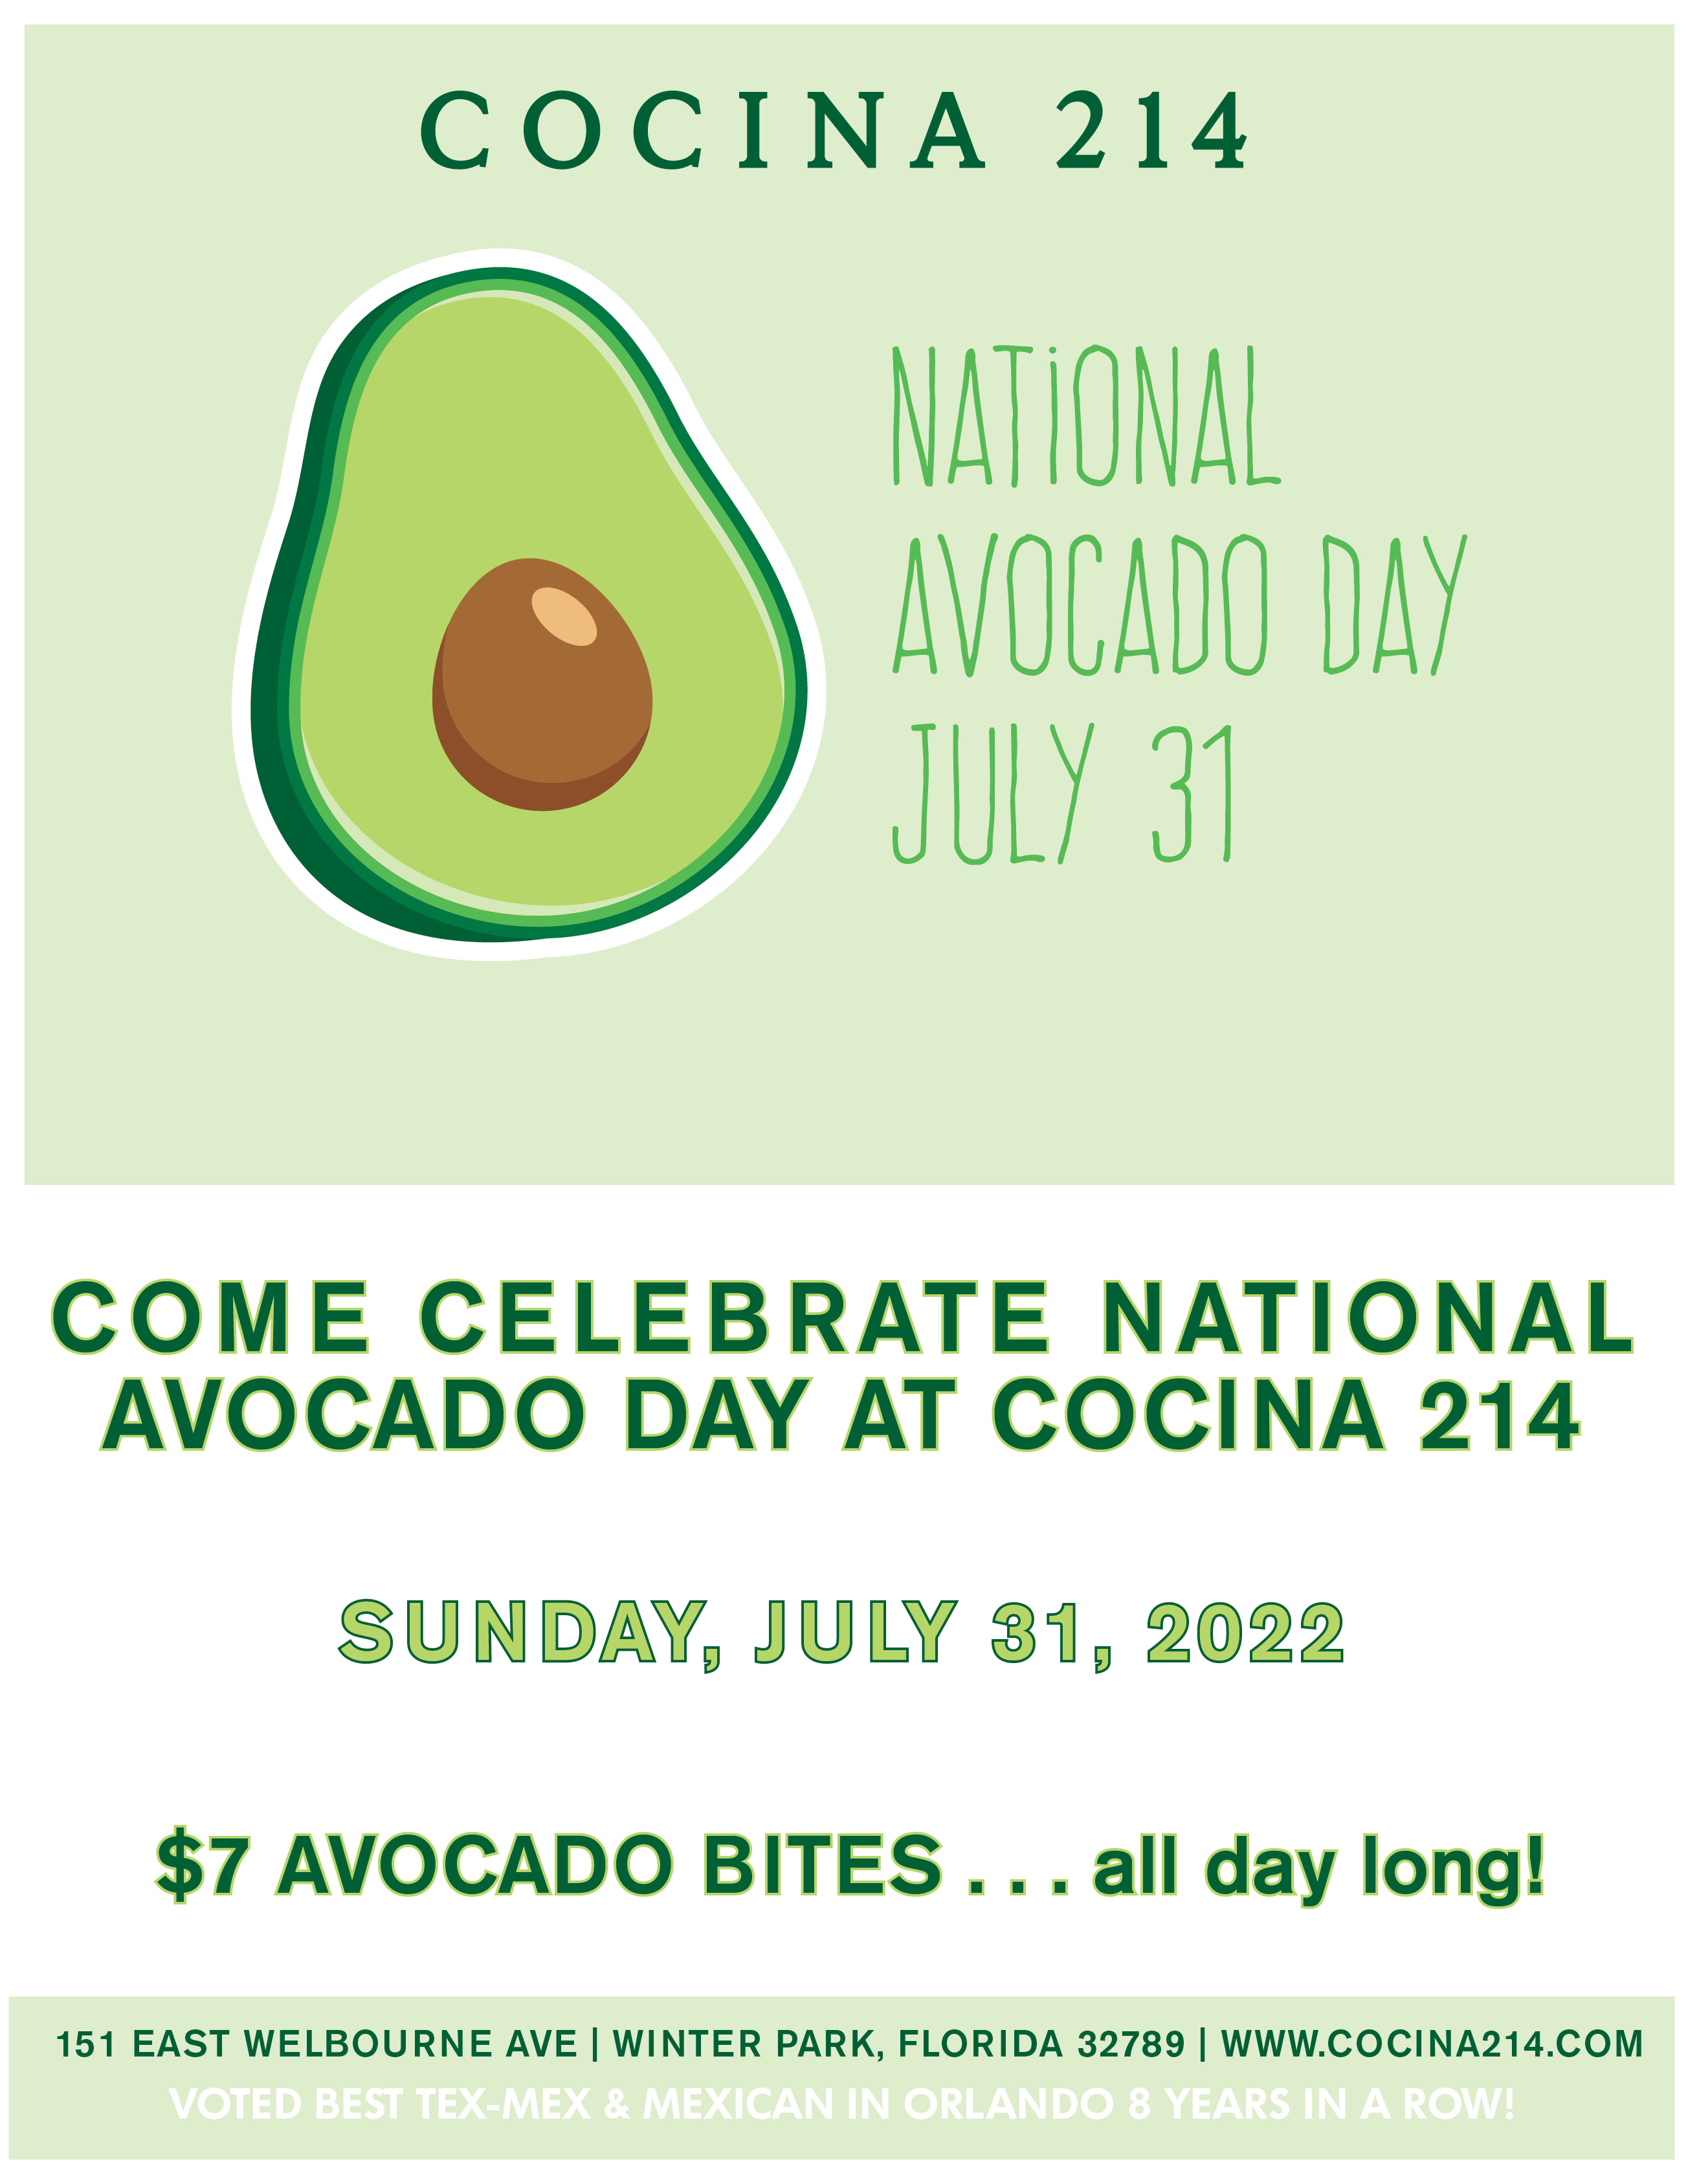 COCINA 214
NATIONAL
AVOCADO DAY
JULY 31
COME CELEBRATE NATIONAL
AVOCADO DAY AT COCINA 214
SUNDAY, JULY 31, 2022
$7 AVOCADO BITES . . . all day long!
151 EAST WELBOURNE AVE | WINTER PARK, FLORIDA 32789 | WWW.COCINA214.COM
VOTED BEST TEX-MEX & MEXICAN IN ORLANDO 8 YEARS IN A ROW!